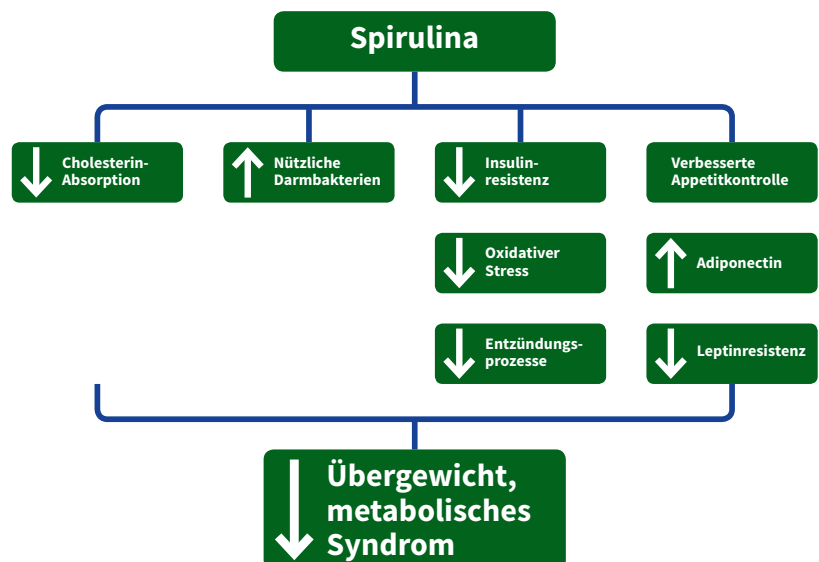 Spirulina
Cholesterin-
Absorption
Nützliche
Darmbakterien
Insulin-
resistenz
Verbesserte
Appetitkontrolle
Oxidativer
Stress
Adiponectin
Entzündungs-
prozesse
Leptinresistenz
Übergewicht,
metabolisches
Syndrom